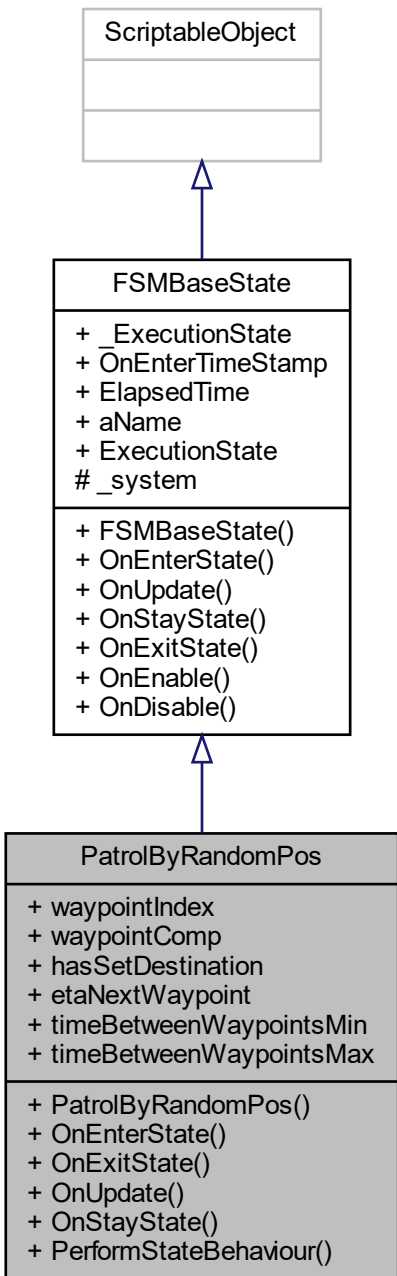 ScriptableObject
FSMBaseState
+ _ExecutionState
+ OnEnterTimeStamp
+ ElapsedTime
+ aName
+ ExecutionState
# _system
+ FSMBaseState()
+ OnEnterState()
+ OnUpdate()
+ OnStayState()
+ OnExitState()
+ OnEnable()
+ OnDisable()
PatrolByRandomPos
+ waypointIndex
+ waypointComp
+ hasSetDestination
+ etaNextWaypoint
+ timeBetweenWaypointsMin
+ timeBetweenWaypointsMax
+ PatrolByRandomPos()
+ OnEnterState()
+ OnExitState()
+ OnUpdate()
+ OnStayState()
+ PerformStateBehaviour()